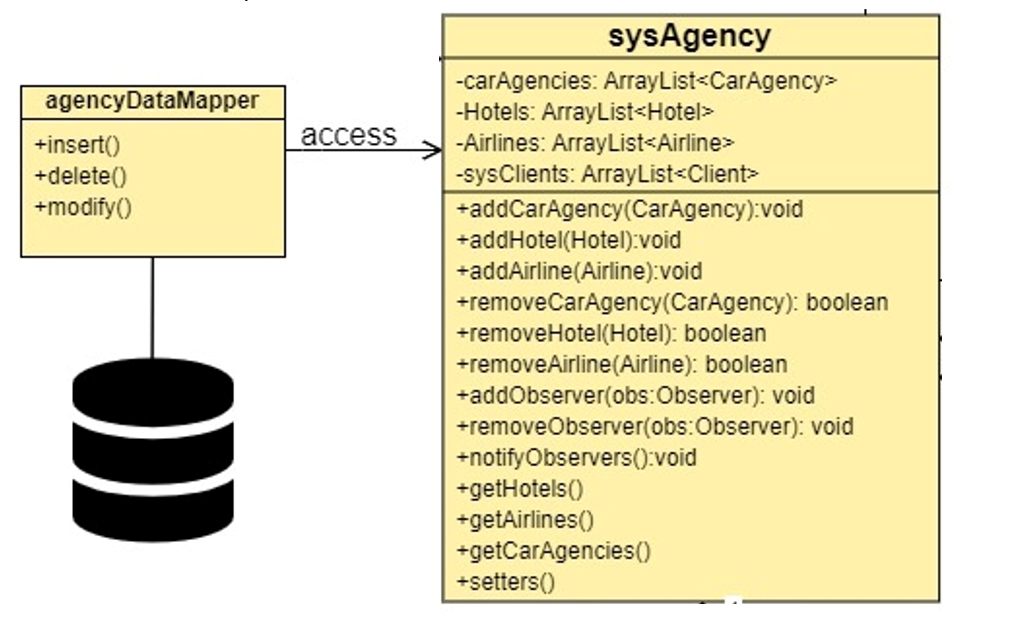 agencyDataMapper
+insert()
+delete()
+modify()
access
sysAgency
-carAgencies: ArrayList<CarAgency>
-Hotels: ArrayList<Hotel>
-Airlines: ArrayList<Airline>
-sysClients: ArrayList<Client>
+addCarAgency(CarAgency):void
+addHotel(Hotel):void
+addAirline(Airline):void
+removeCarAgency(CarAgency): boolean
+removeHotel(Hotel): boolean
+removeAirline(Airline): boolean
+addObserver(obs:Observer): void
+removeObserver(obs:Observer): void
+notifyObservers():void
+getHotels()
+getAirlines()
+getCarAgencies()
+setters()